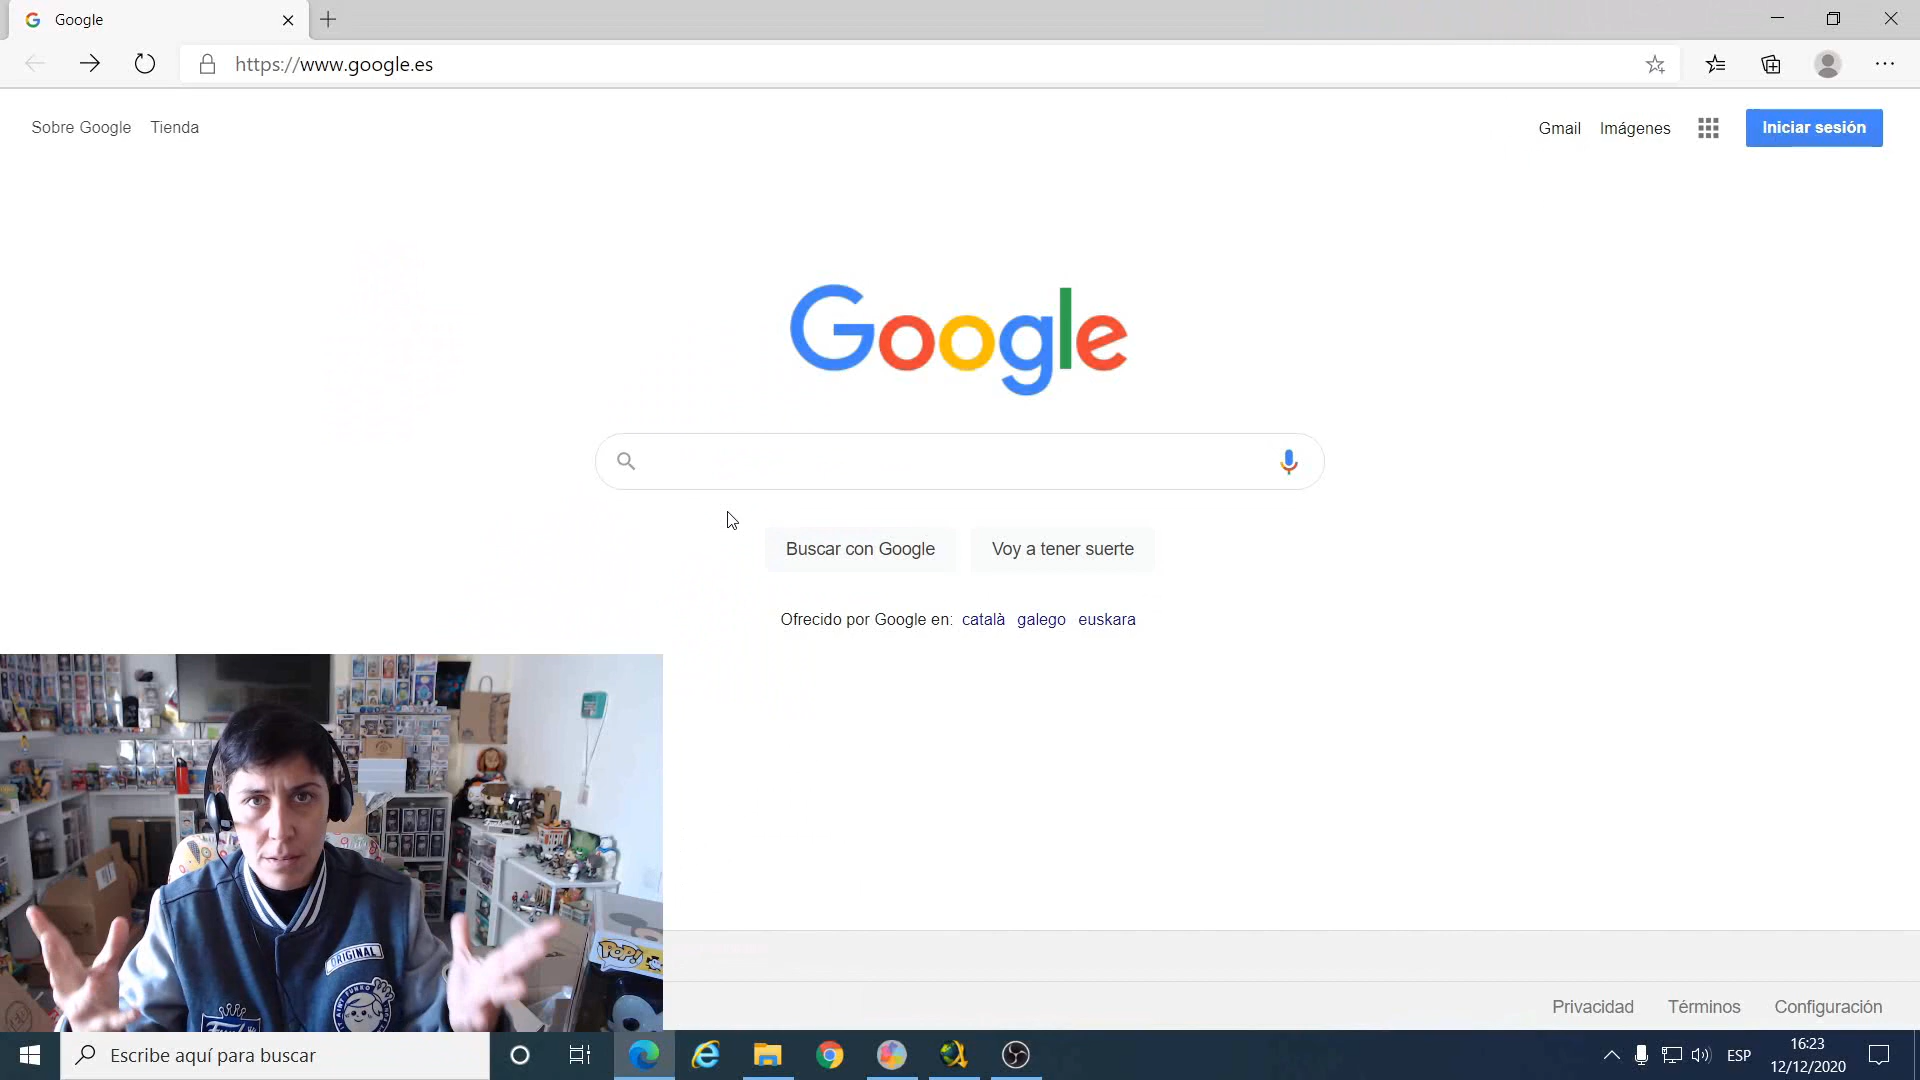 Google
https://www.google.es
Sobre Google Tienda
Gmail Imágenes Iniciar sesión
Google
Buscar con Google Voy a tener suerte
Ofrecido por Google en: català galego euskara
ORIGINAL
POP!
Privacidad Términos Configuración
Escribe aquí para buscar
ESP
16:23
12/12/2020